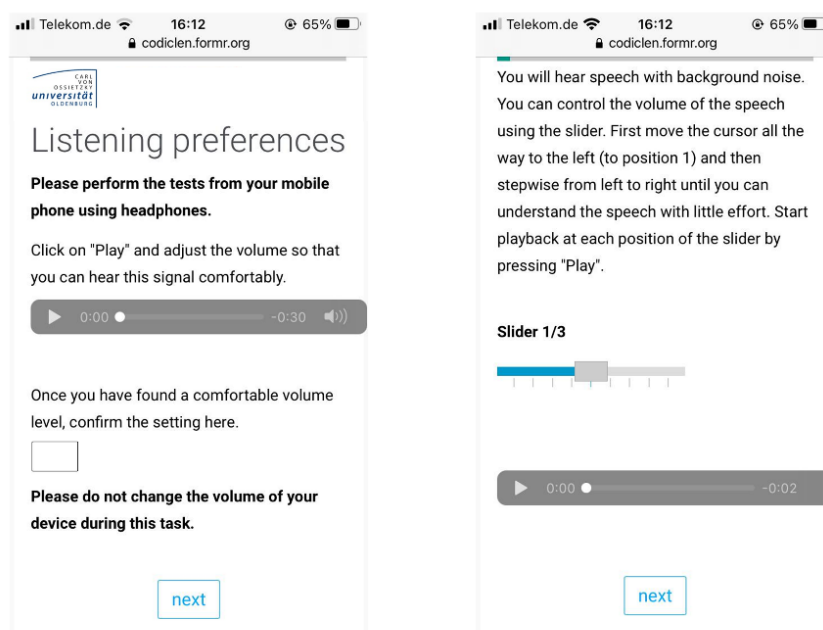 Telekom.de 16:12 65%
codiclen.formr.org
CARL
VON
OSSIETZKY
universität
OLDENBURG
Listening preferences
Please perform the tests from your mobile
phone using headphones.
Click on "Play" and adjust the volume so that
you can hear this signal comfortably.
0:00 -0:30
Once you have found a comfortable volume
level, confirm the setting here.
Please do not change the volume of your
device during this task.
next
Telekom.de 16:12 65%
codiclen.formr.org
You will hear speech with background noise.
You can control the volume of the speech
using the slider. First move the cursor all the
way to the left (to position 1) and then
stepwise from left to right until you can
understand the speech with little effort. Start
playback at each position of the slider by
pressing "Play".
Slider 1/3
0:00 -0:02
next